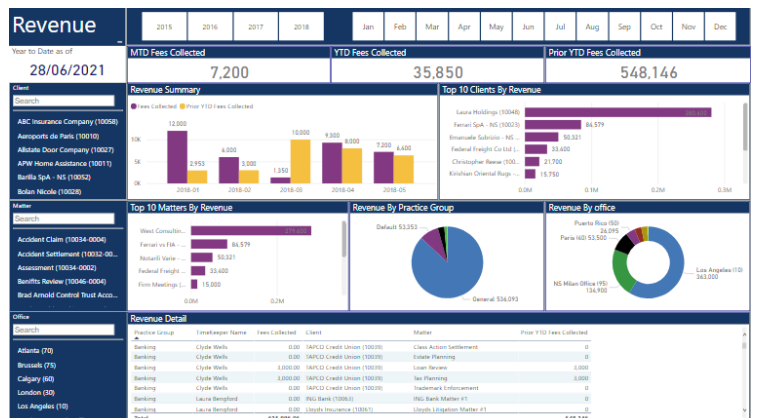 Revenue
2015 2016 2017 2018 Jan Feb Mar Apr May Jun Jul Aug Sep Oct Nov Dec
Year to Date as of
28/06/2021
MTD Fees Collected
7,200
YTD Fees Collected
35,850
Prior YTD Fees Collected
548,146
Client
Search
ABC Insurance Company (10058)
Aeroports de Paris (10010)
Allstate Door Company (10027)
APW Home Assistance (10011)
Barilla SpA - NS (10052)
Bolan Nicole (10028)
Revenue Summary
Fees Collected Prior YTD Fees Collected
12,000
10,000
9,300
8,000
7,200
6,400
6,000
2,953
3,000
1,350
10K
5K
0K
2018-01 2018-02 2018-03 2018-04 2018-05
Top 10 Clients By Revenue
Laura Holdings (10048)
Ferrari SpA - NS (10023) 84,579
Emanuele Subrizio - NS ... 50,321
Federal Freight Co Ltd (... 33,600
Christopher Reese (100... 21,700
Kirishian Oriental Rugs -... 15,750
0.0M 0.1M 0.2M 0.3M
Matter
Search
Accident Claim (10034-0004)
Accident Settlement (10032-00...
Assessment (10034-0002)
Benifits Review (10046-0004)
Brad Arnold Control Trust Acco...
Top 10 Matters By Revenue
West Consultin...
Ferrari vs FIA - ... 84,579
Notarili Varie - ... 50,321
Federal Freight ... 33,600
Firm Meetings (... 15,000
0.0M 0.2M
Revenue By Practice Group
Default 53,353
General 536,093
Revenue By office
Puerto Rico (50)
26,095
Paris (40) 53,500
NS Milan Office (95)
134,900
Los Angeles (10)
363,000
Office
Search
Atlanta (70)
Brussels (75)
Calgary (60)
London (30)
Los Angeles (10)
Revenue Detail
Practice Group TimeKeeper Name Fees Collected Client Matter Prior YTD Fees Collected
Banking Clyde Wells 0.00 TAPCO Credit Union (10039) Class Action Settlement 0
Banking Clyde Wells 0.00 TAPCO Credit Union (10039) Estate Planning 0
Banking Clyde Wells 3,000.00 TAPCO Credit Union (10039) Loan Review 3,000
Banking Clyde Wells 3,000.00 TAPCO Credit Union (10039) Tax Planning 3,000
Banking Clyde Wells 0.00 TAPCO Credit Union (10039) Trademark Enforcement 0
Banking Laura Bengford 0.00 ING Bank (10063) ING Bank Matter #1 0
Banking Laura Bengford 0.00 Lloyds Insurance (10061) Lloyds Litigation Matter #1 0